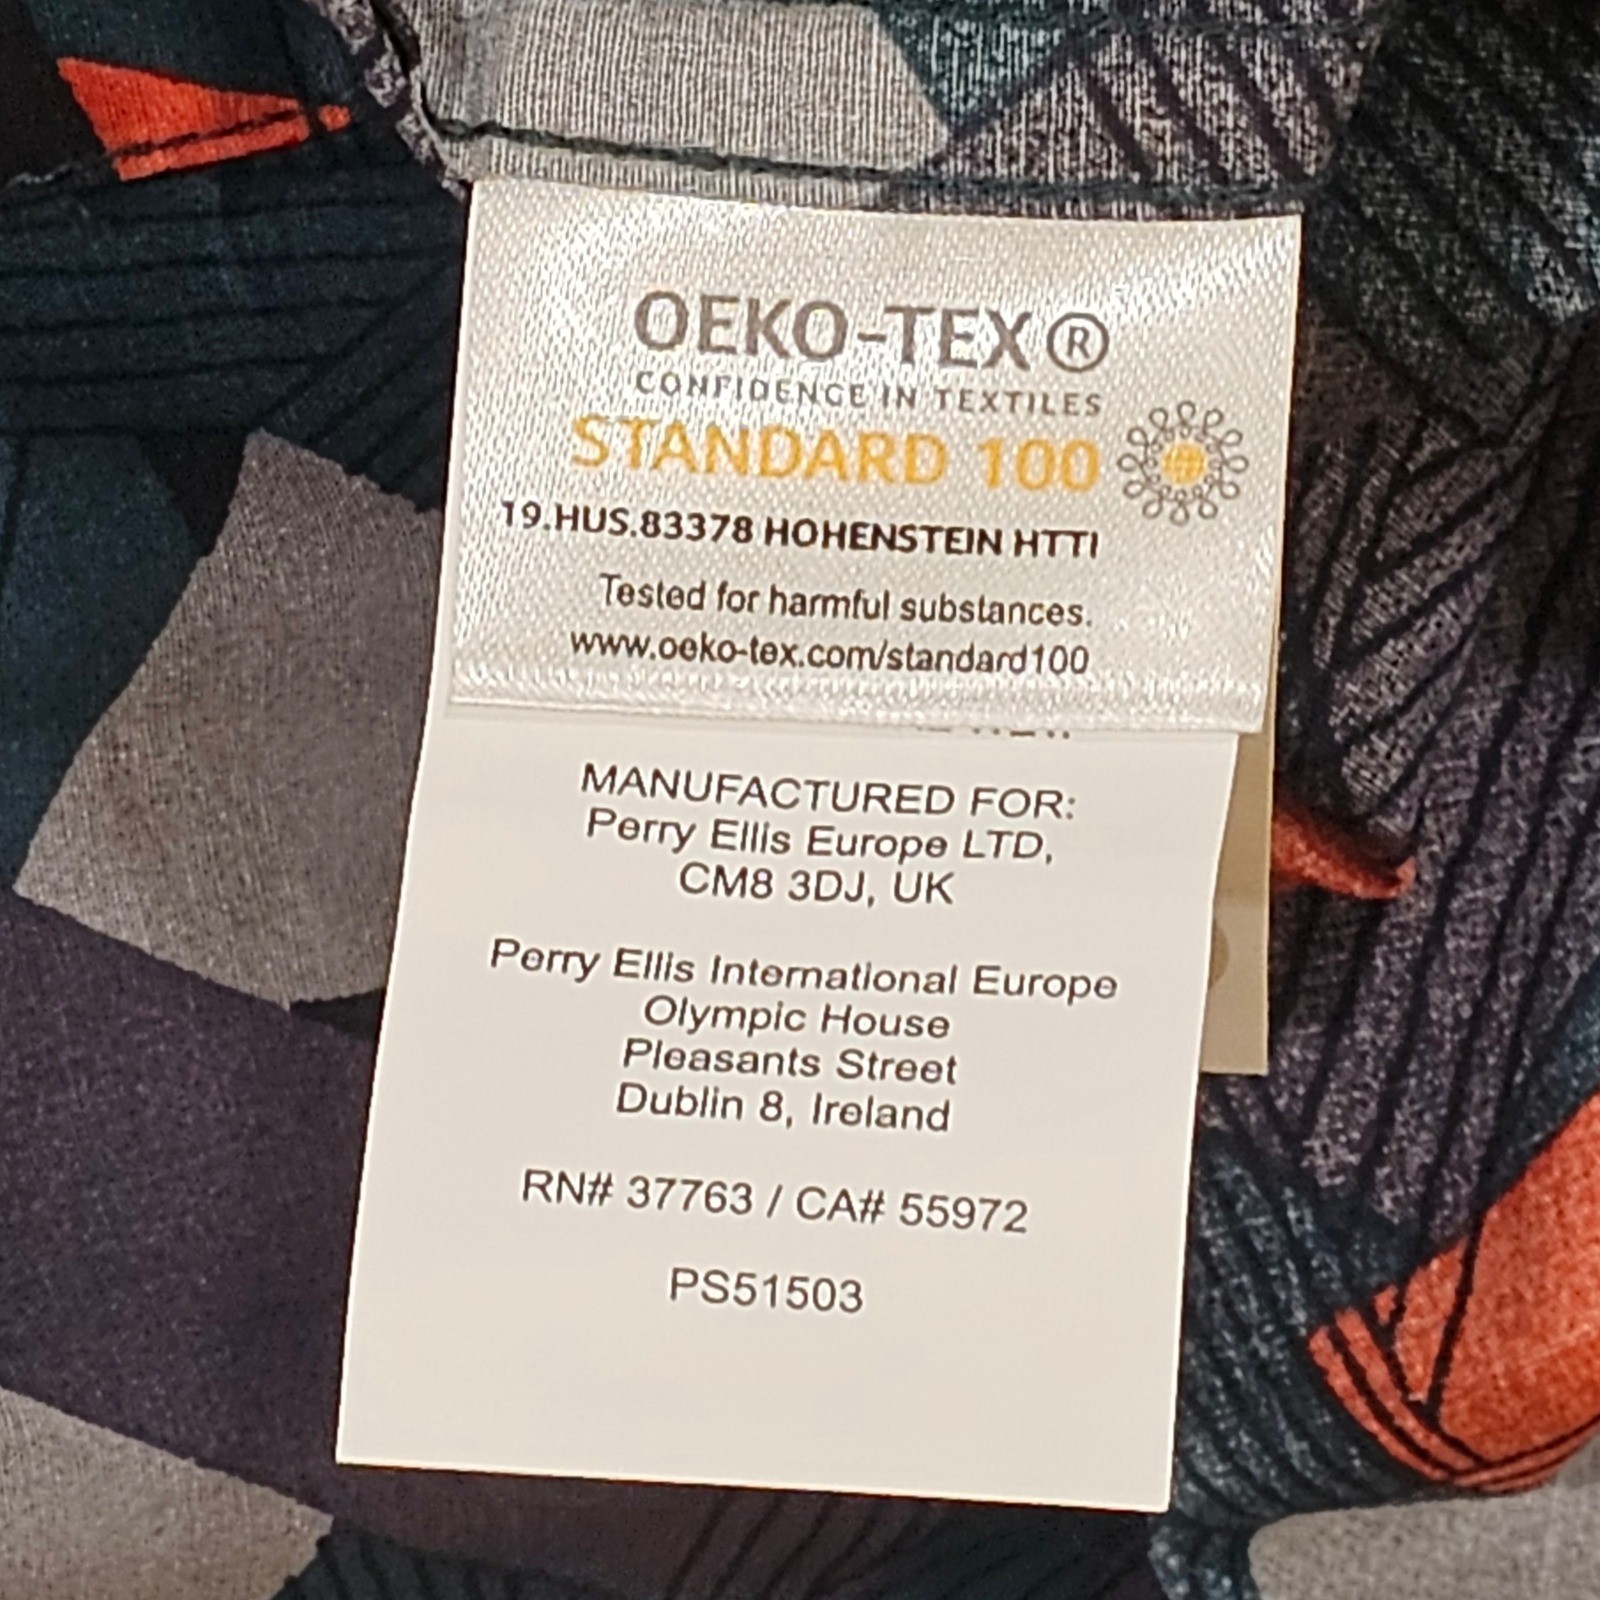 OEKO-TEX®
CONFIDENCE IN TEXTILES
STANDARD 100
19.HUS.83378 HOHENSTEIN HTTI
Tested for harmful substances.
www.oeko-tex.com/standard100
MANUFACTURED FOR:
Perry Ellis Europe LTD,
CM8 3DJ, UK
Perry Ellis International Europe
Olympic House
Pleasants Street
Dublin 8, Ireland
RN# 37763 / CA# 55972
PS51503